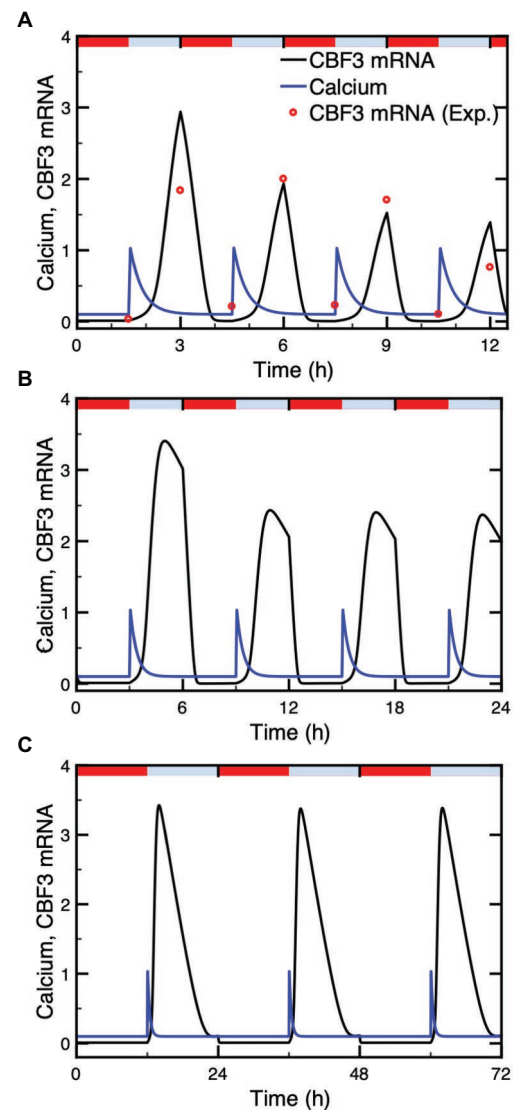 A
4
3
2
1
0
Calcium, CBF3 mRNA
CBF3 mRNA
Calcium
CBF3 mRNA (Exp.)
0 3 6 9 12
Time (h)
B
4
3
2
1
0
Calcium, CBF3 mRNA
0 6 12 18 24
Time (h)
C
4
3
2
1
0
Calcium, CBF3 mRNA
0 24 48 72